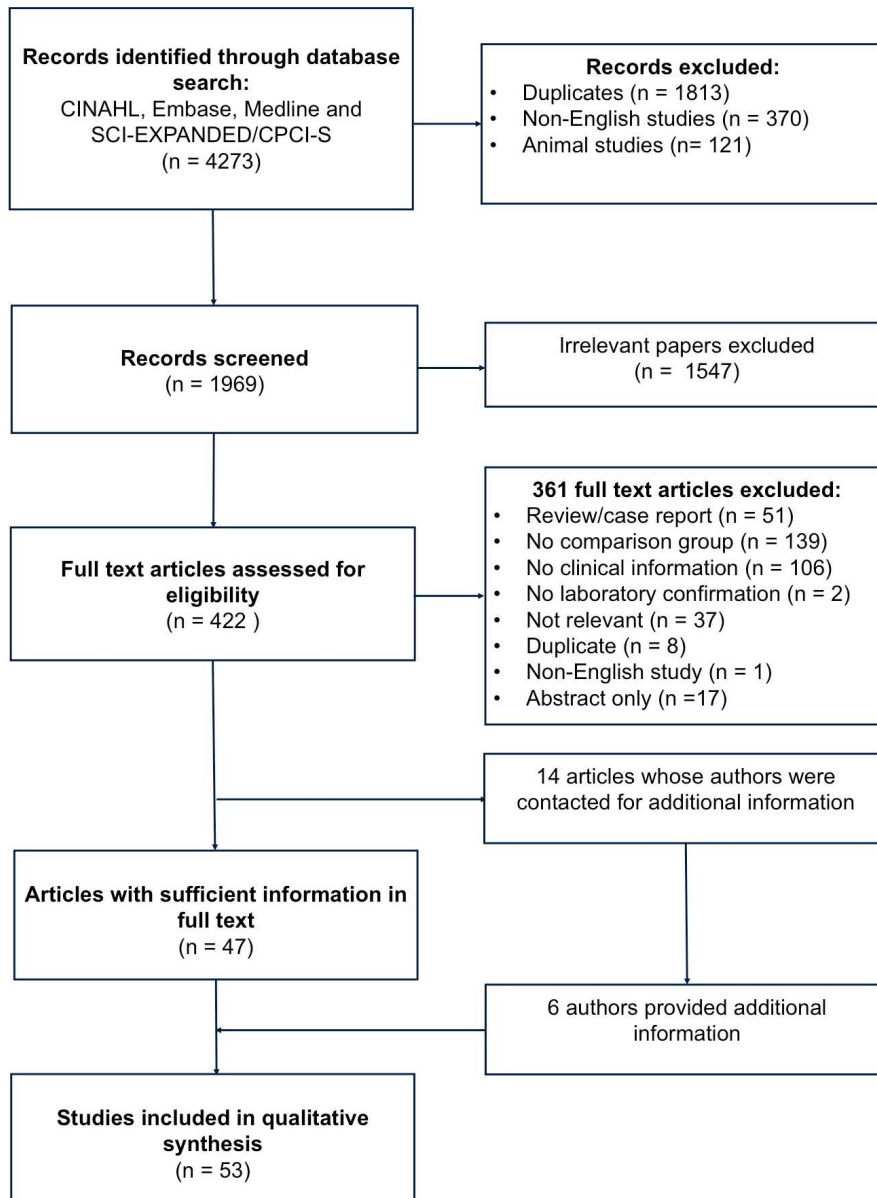 Records identified through database
search:
CINAHL, Embase, Medline and
SCI-EXPANDED/CPCI-S
(n = 4273)
Records excluded:
• Duplicates (n = 1813)
• Non-English studies (n = 370)
• Animal studies (n= 121)
Records screened
(n = 1969)
Irrelevant papers excluded
(n = 1547)
Full text articles assessed for
eligibility
(n = 422 )
361 full text articles excluded:
• Review/case report (n = 51)
• No comparison group (n = 139)
• No clinical information (n = 106)
• No laboratory confirmation (n = 2)
• Not relevant (n = 37)
• Duplicate (n = 8)
• Non-English study (n = 1)
• Abstract only (n =17)
14 articles whose authors were
contacted for additional information
Articles with sufficient information in
full text
(n = 47)
6 authors provided additional
information
Studies included in qualitative
synthesis
(n = 53)